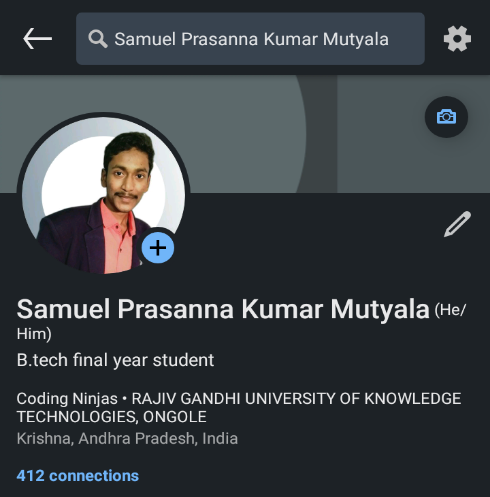 Samuel Prasanna Kumar Mutyala
Samuel Prasanna Kumar Mutyala (He/
Him)
B.tech final year student
Coding Ninjas • RAJIV GANDHI UNIVERSITY OF KNOWLEDGE
TECHNOLOGIES, ONGOLE
Krishna, Andhra Pradesh, India
412 connections